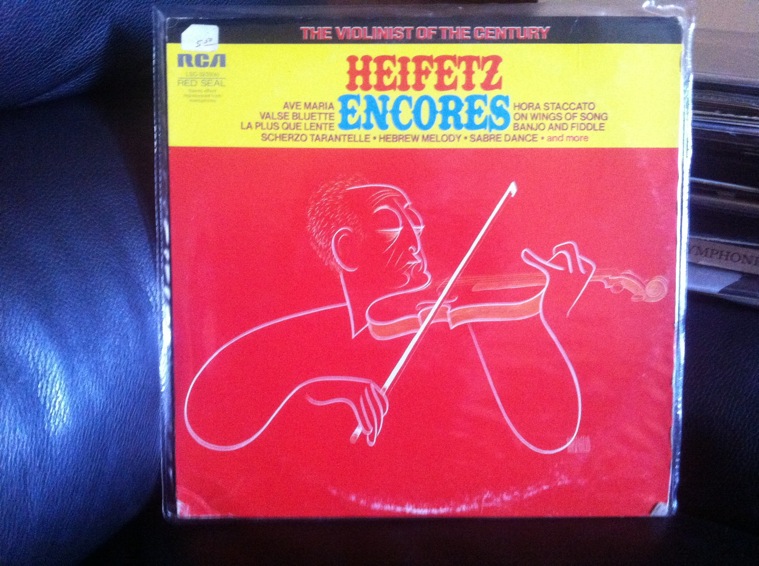 THE VIOLINIST OF THE CENTURY
RCA
RED SEAL
HEIFETZ
ENCORES
AVE MARIA
VALSE BLUETTE
LA PLUS QUE LENTE
HORA STACCATO
ON WINGS OF SONG
BANJO AND FIDDLE
SCHERZO TARANTELLE • HEBREW MELODY • SABRE DANCE • and more
YMPHONI